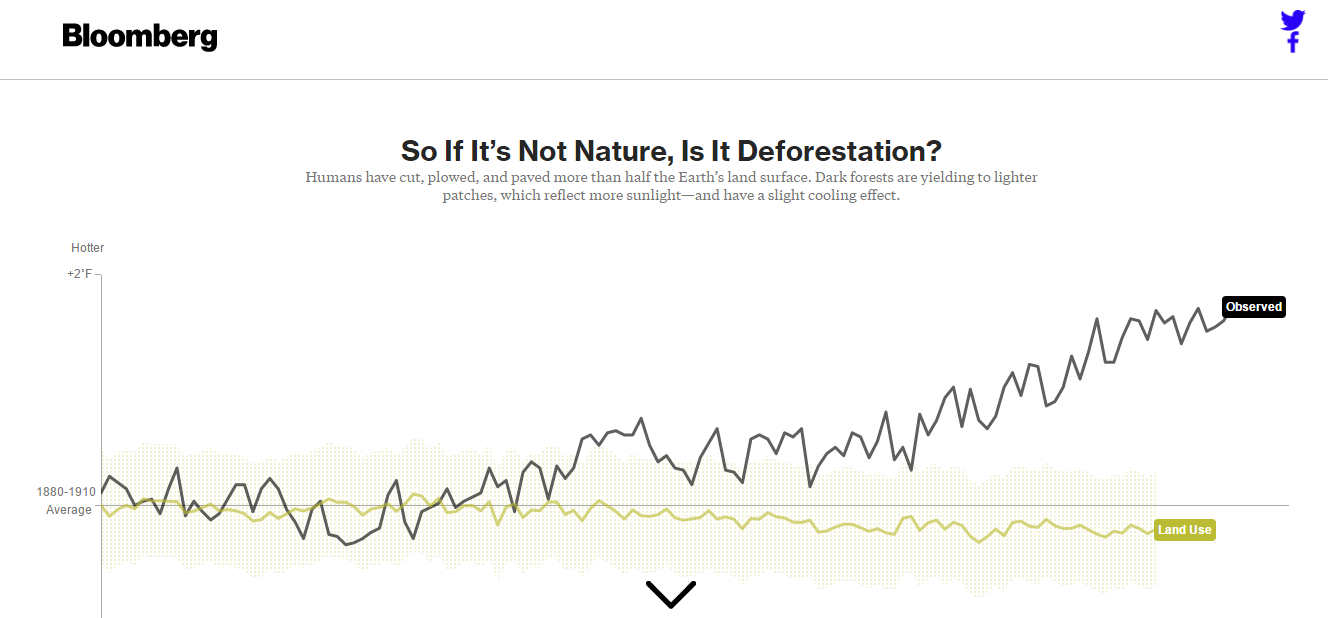 Bloomberg
So If It’s Not Nature, Is It Deforestation?
Humans have cut, plowed, and paved more than half the Earth’s land surface. Dark forests are yielding to lighter
patches, which reflect more sunlight—and have a slight cooling effect.
Hotter
+2°F
Observed
1880-1910
Average
Land Use